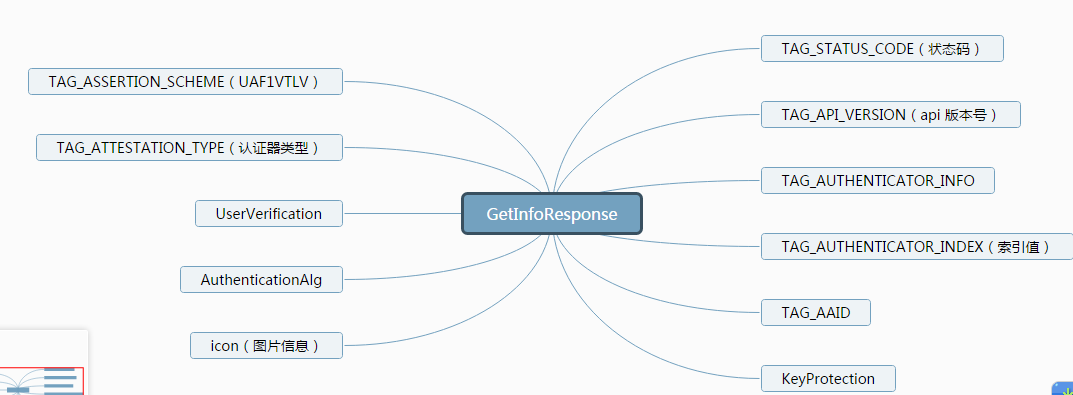 TAG_STATUS_CODE（状态码）
TAG_ASSERTION_SCHEME（UAF1VTLV）
TAG_API_VERSION（api 版本号）
TAG_ATTESTATION_TYPE（认证器类型）
TAG_AUTHENTICATOR_INFO
UserVerification
GetInfoResponse
TAG_AUTHENTICATOR_INDEX（索引值）
AuthenticationAlg
TAG_AAID
icon（图片信息）
KeyProtection